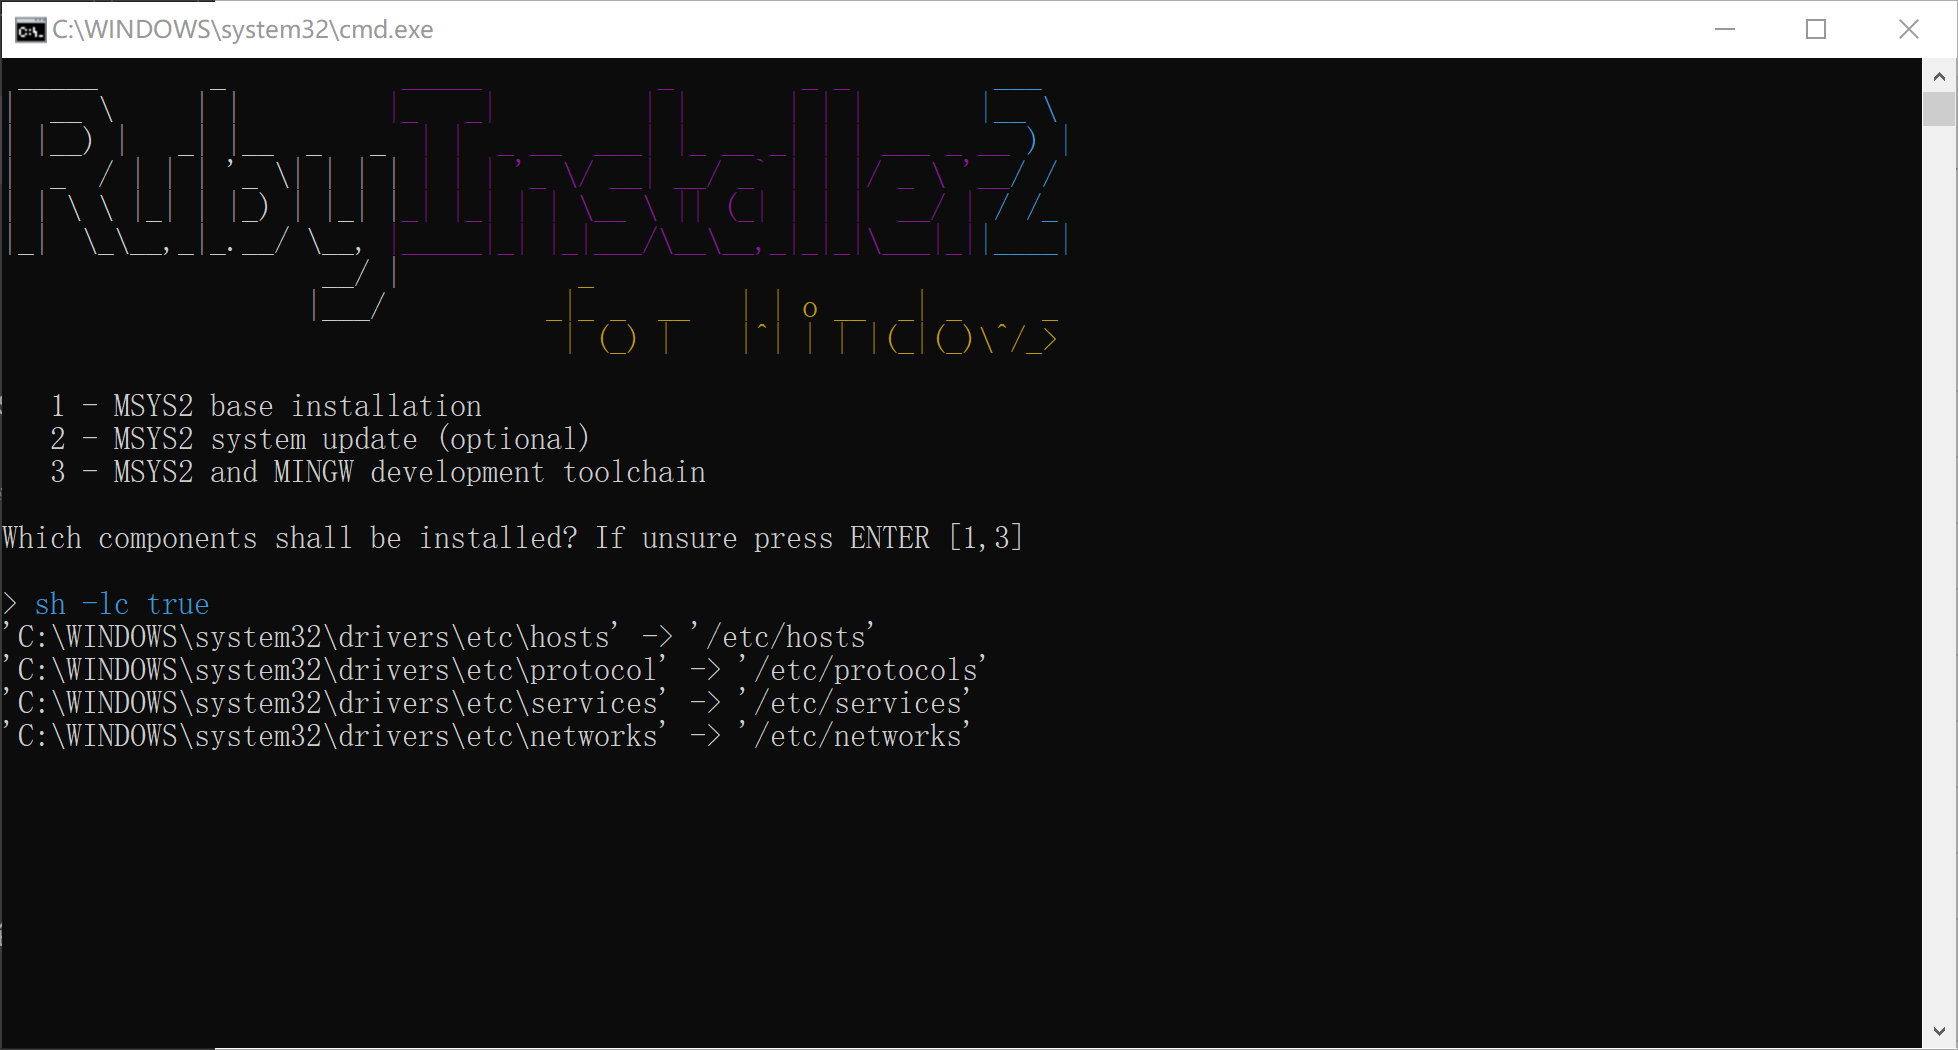 C:\WINDOWS\system32\cmd.exe
RubyInstaller2
for Windows
1 - MSYS2 base installation
2 - MSYS2 system update (optional)
3 - MSYS2 and MINGW development toolchain
Which components shall be installed? If unsure press ENTER [1,3]
> sh -lc true
'C:\WINDOWS\system32\drivers\etc\hosts' -> '/etc/hosts'
'C:\WINDOWS\system32\drivers\etc\protocol' -> '/etc/protocols'
'C:\WINDOWS\system32\drivers\etc\services' -> '/etc/services'
'C:\WINDOWS\system32\drivers\etc\networks' -> '/etc/networks'